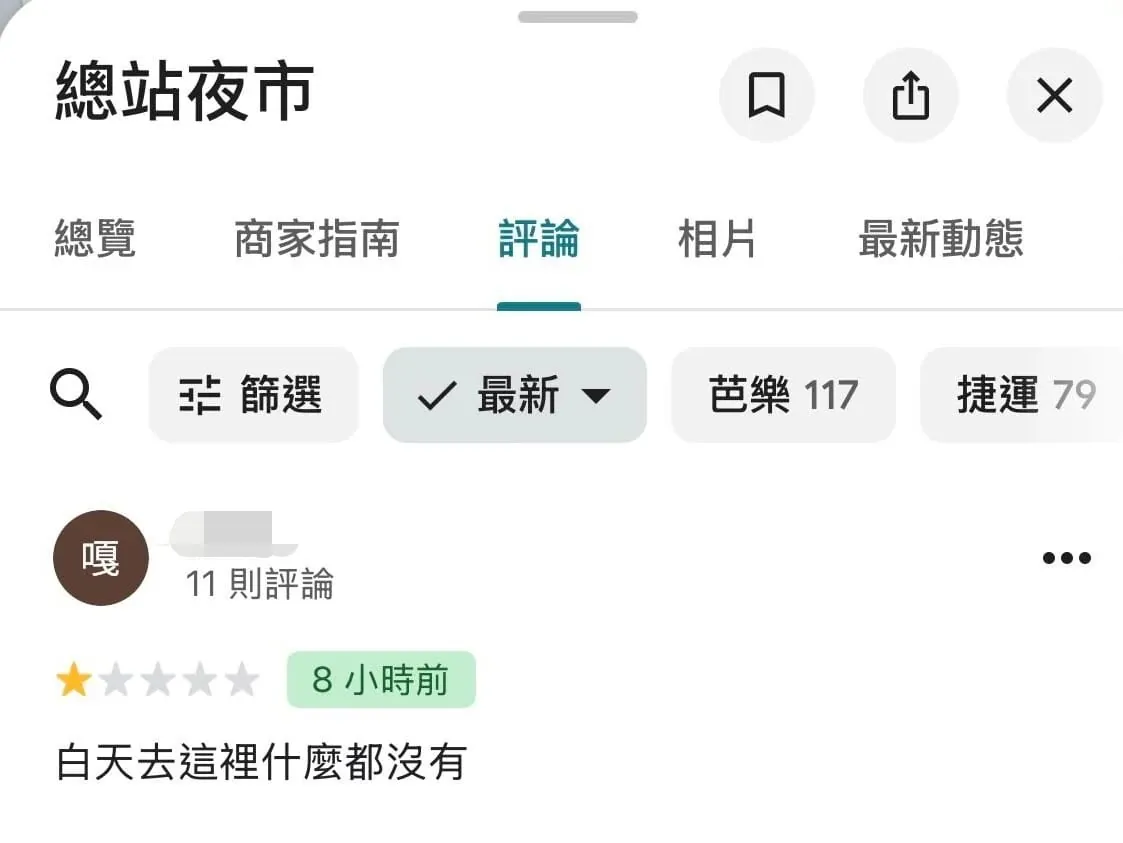 總站夜市
總覽 商家指南 評論 相片 最新動態
篩選 最新 芭樂 117 捷運 79
嘎
11 則評論
8 小時前
白天去這裡什麼都沒有